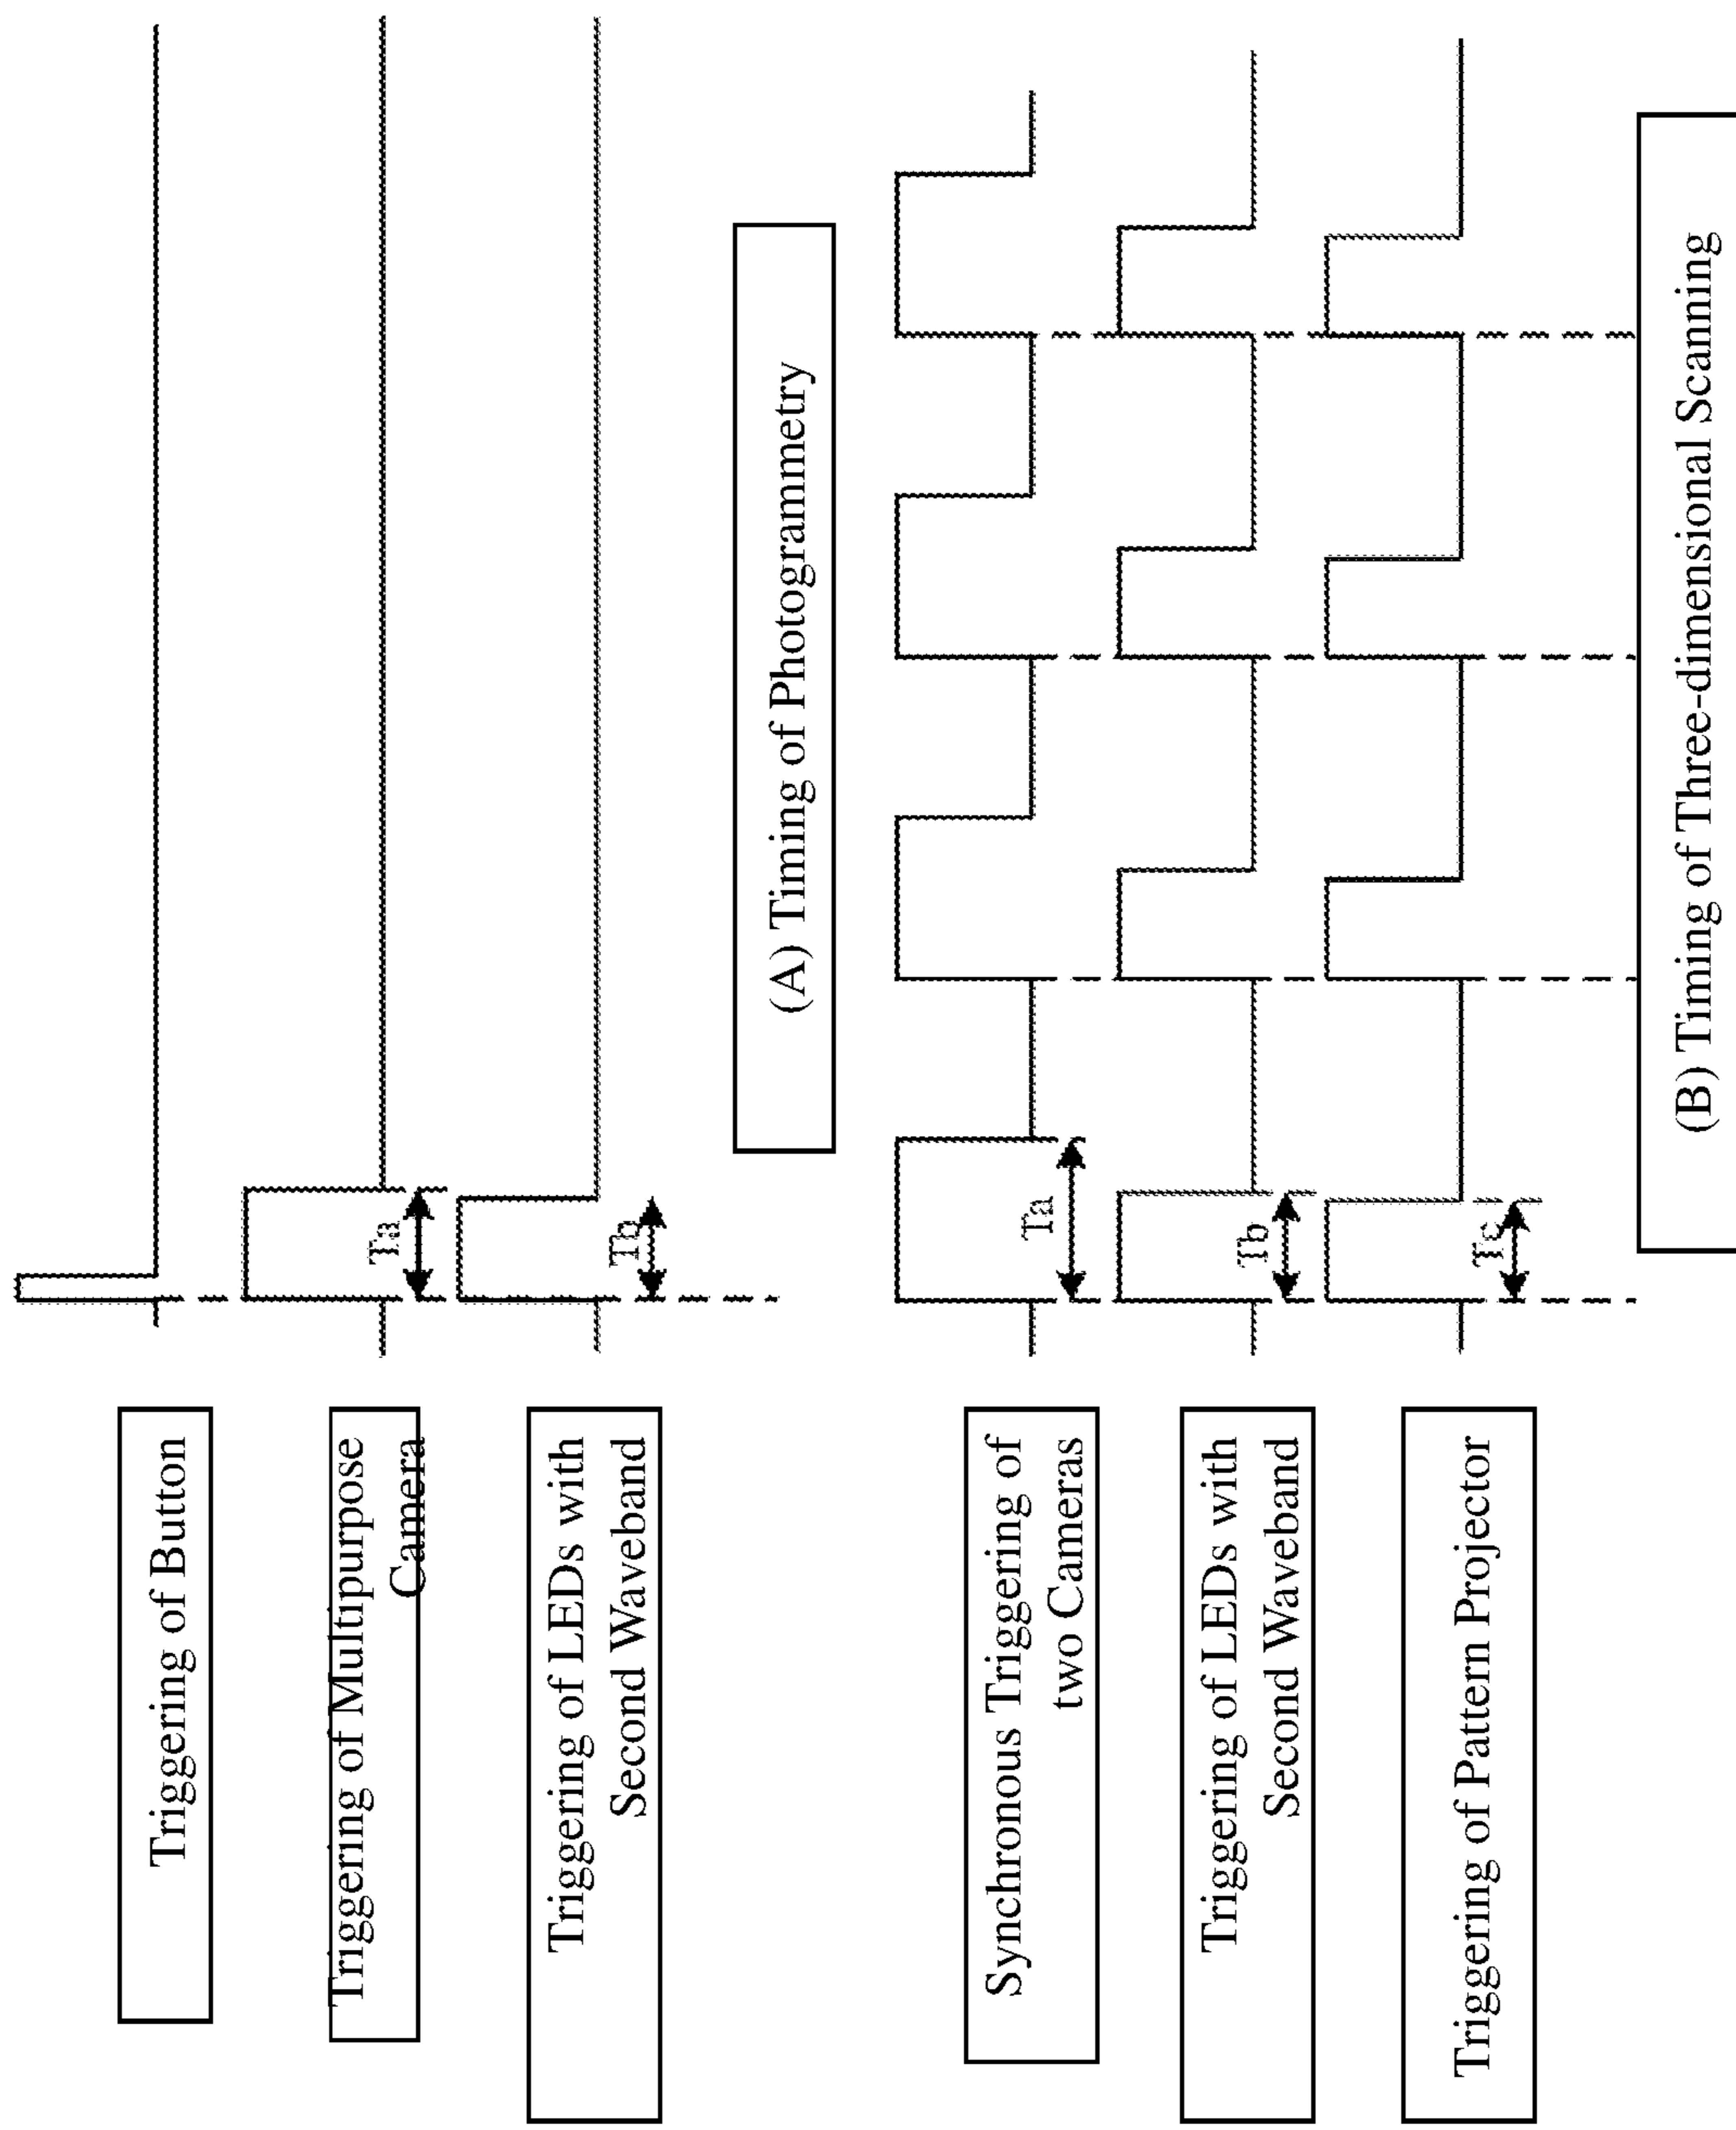 Triggering of Button
Triggering of Multipurpose
Camera
Ta
Triggering of LEDs with
Second Waveband
Tb
(A) Timing of Photogrammetry
Synchronous Triggering of
two Cameras
Ta
Triggering of LEDs with
Second Waveband
Tb
Triggering of Pattern Projector
Tc
(B) Timing of Three-dimensional Scanning